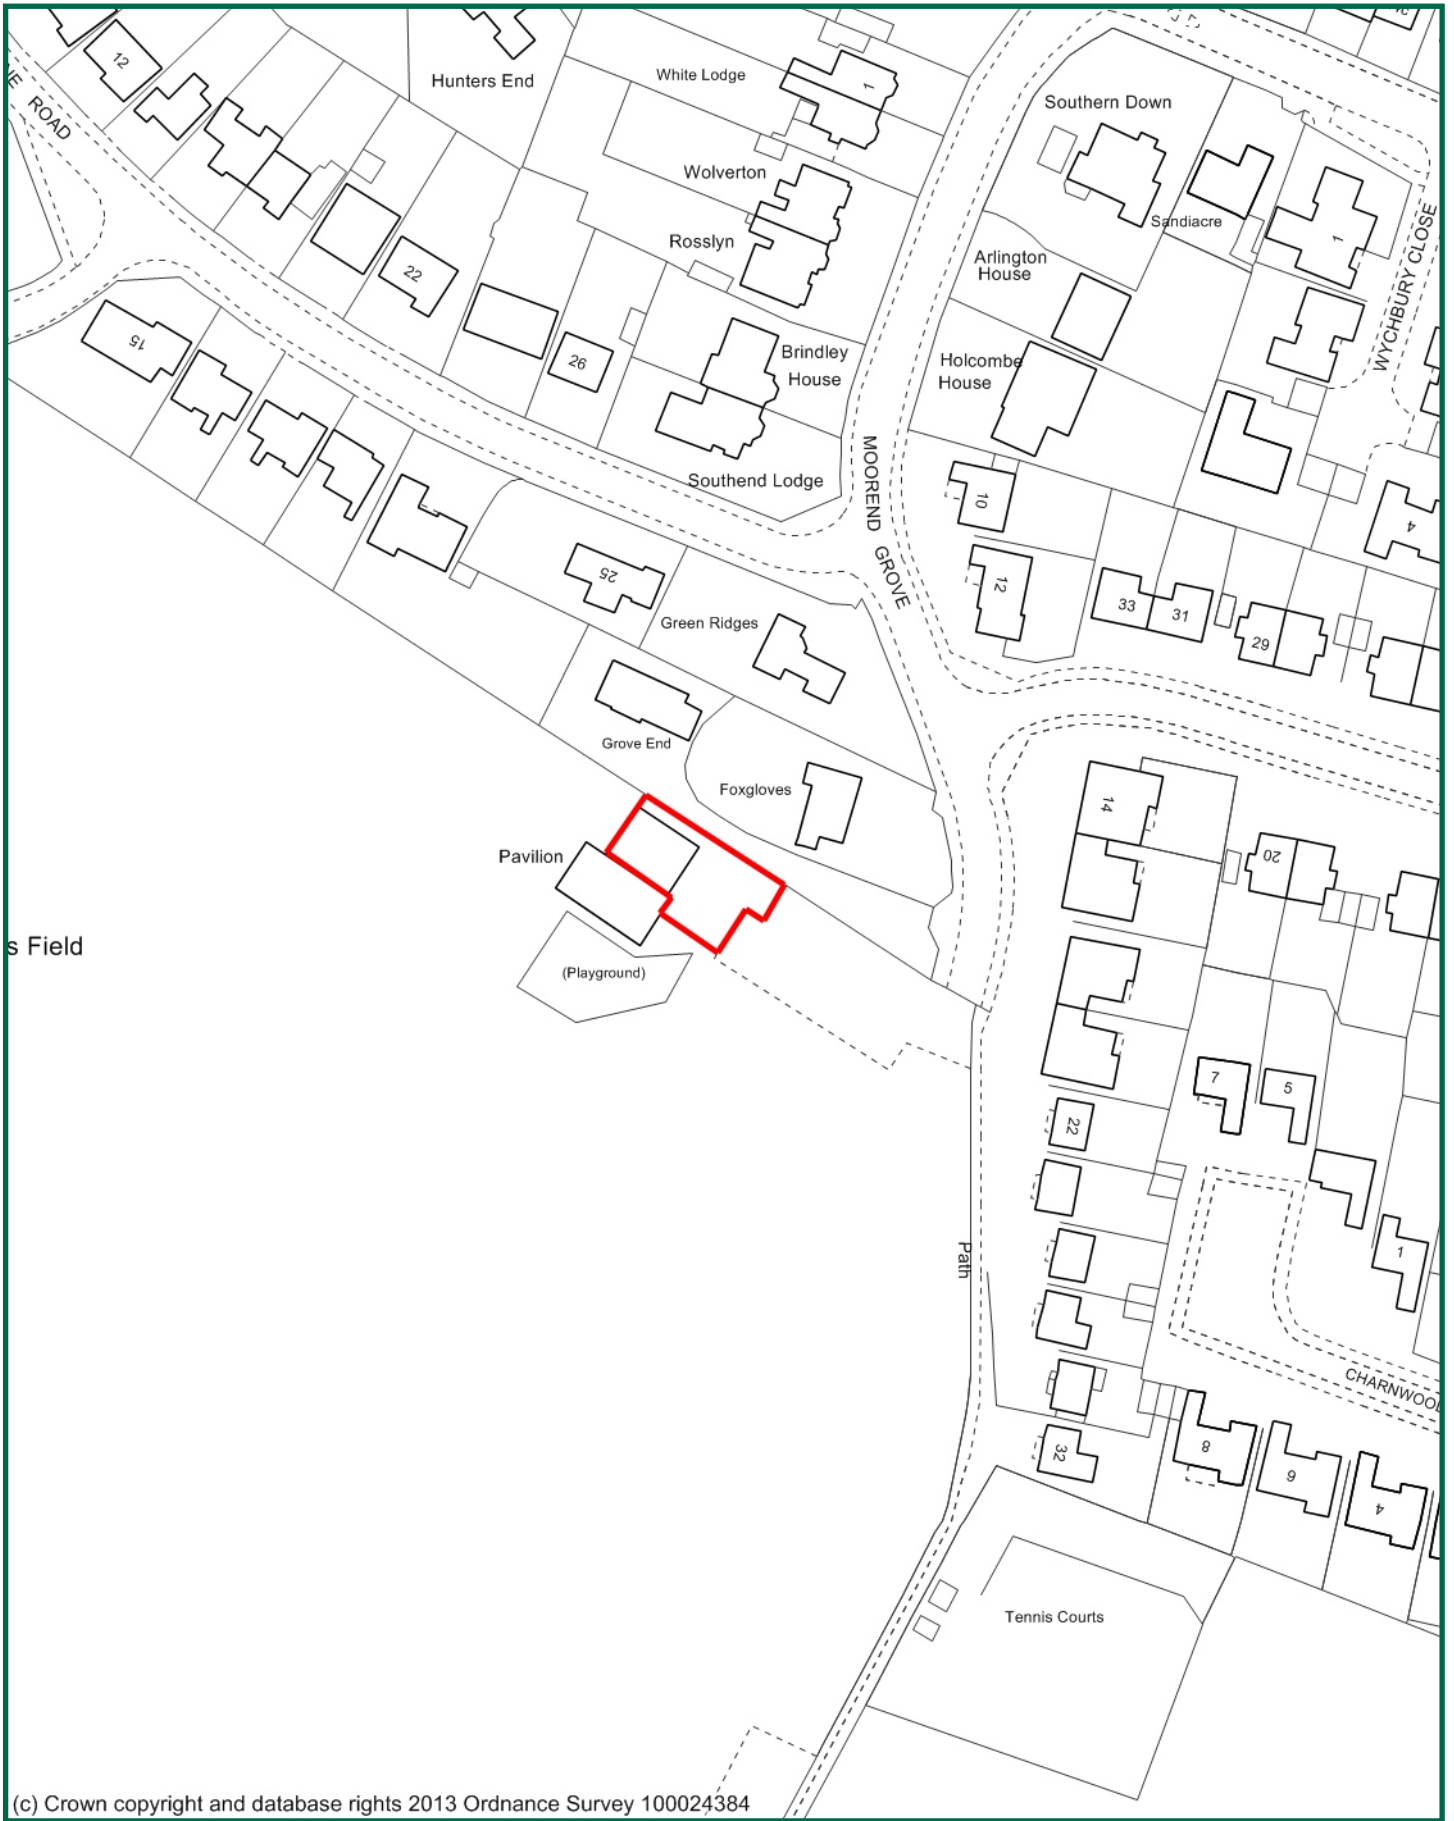 12
Hunters End
White Lodge
1
Southern Down
ROAD
Wolverton
Sandiacre
1
WYCHBURY CLOSE
Rosslyn
Arlington
House
22
15
26
Brindley
House
Holcombe
House
Southend Lodge
MOOREND GROVE
10
4
25
12
33
31
29
Green Ridges
Grove End
Foxgloves
14
20
Pavilion
s Field
(Playground)
7
5
22
Path
1
CHARNWOOD
32
8
6
4
Tennis Courts
(c) Crown copyright and database rights 2013 Ordnance Survey 100024384